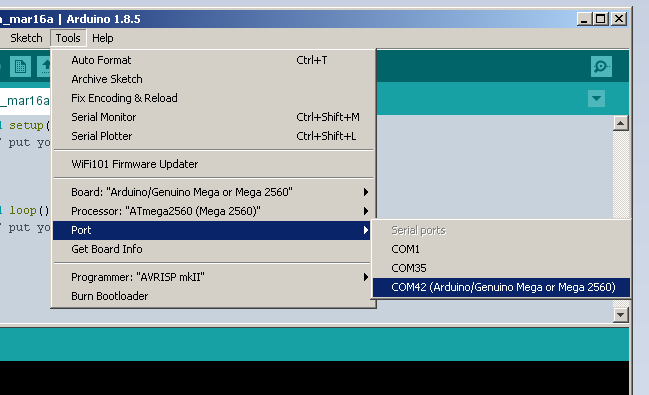 _mar16a | Arduino 1.8.5
Sketch Tools Help
_mar16a
setup(
put yo
loop()
put yo
Auto Format Ctrl+T
Archive Sketch
Fix Encoding & Reload
Serial Monitor Ctrl+Shift+M
Serial Plotter Ctrl+Shift+L
WiFi101 Firmware Updater
Board: "Arduino/Genuino Mega or Mega 2560"
Processor: "ATmega2560 (Mega 2560)"
Port
Get Board Info
Programmer: "AVRISP mkII"
Burn Bootloader
Serial ports
COM1
COM35
COM42 (Arduino/Genuino Mega or Mega 2560)